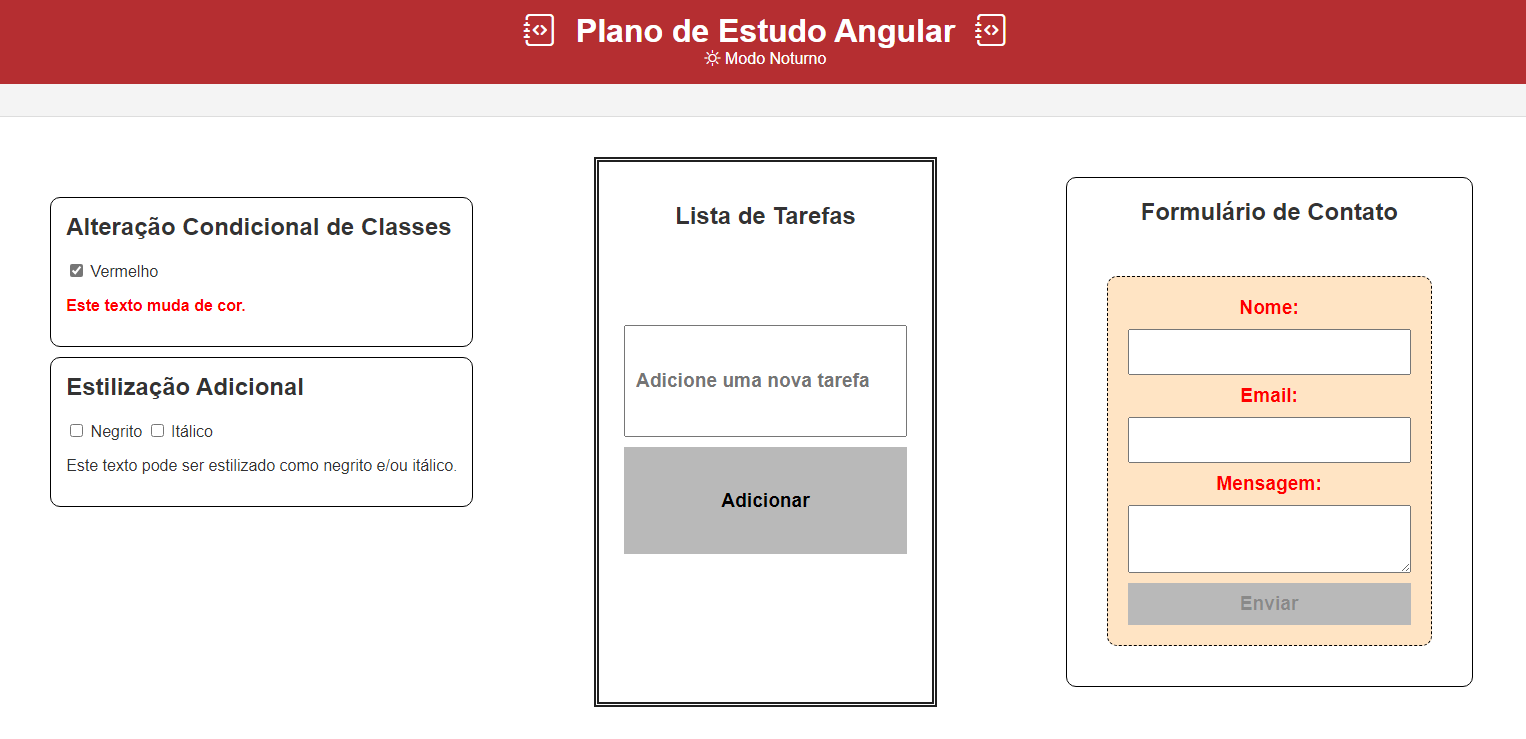 Plano de Estudo Angular
Modo Noturno
Alteração Condicional de Classes
Vermelho
Este texto muda de cor.
Estilização Adicional
Negrito Itálico
Este texto pode ser estilizado como negrito e/ou itálico.
Lista de Tarefas
Adicione uma nova tarefa
Adicionar
Formulário de Contato
Nome:
Email:
Mensagem:
Enviar